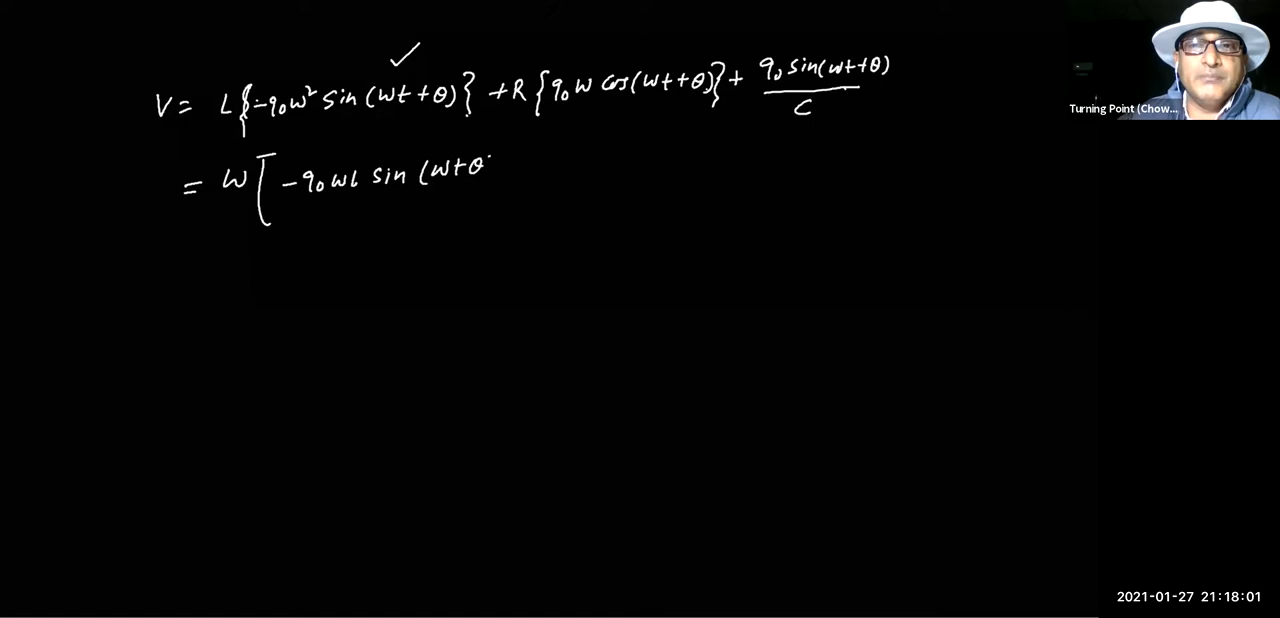 V = L{-q₀ω² sin(ωt+θ)} + R{q₀ω cos(ωt+θ)} + q₀ sin(ωt+θ)/C
= ω[-q₀ωL sin(ωt+θ
Turning Point (Chow...
2021-01-27 21:18:01